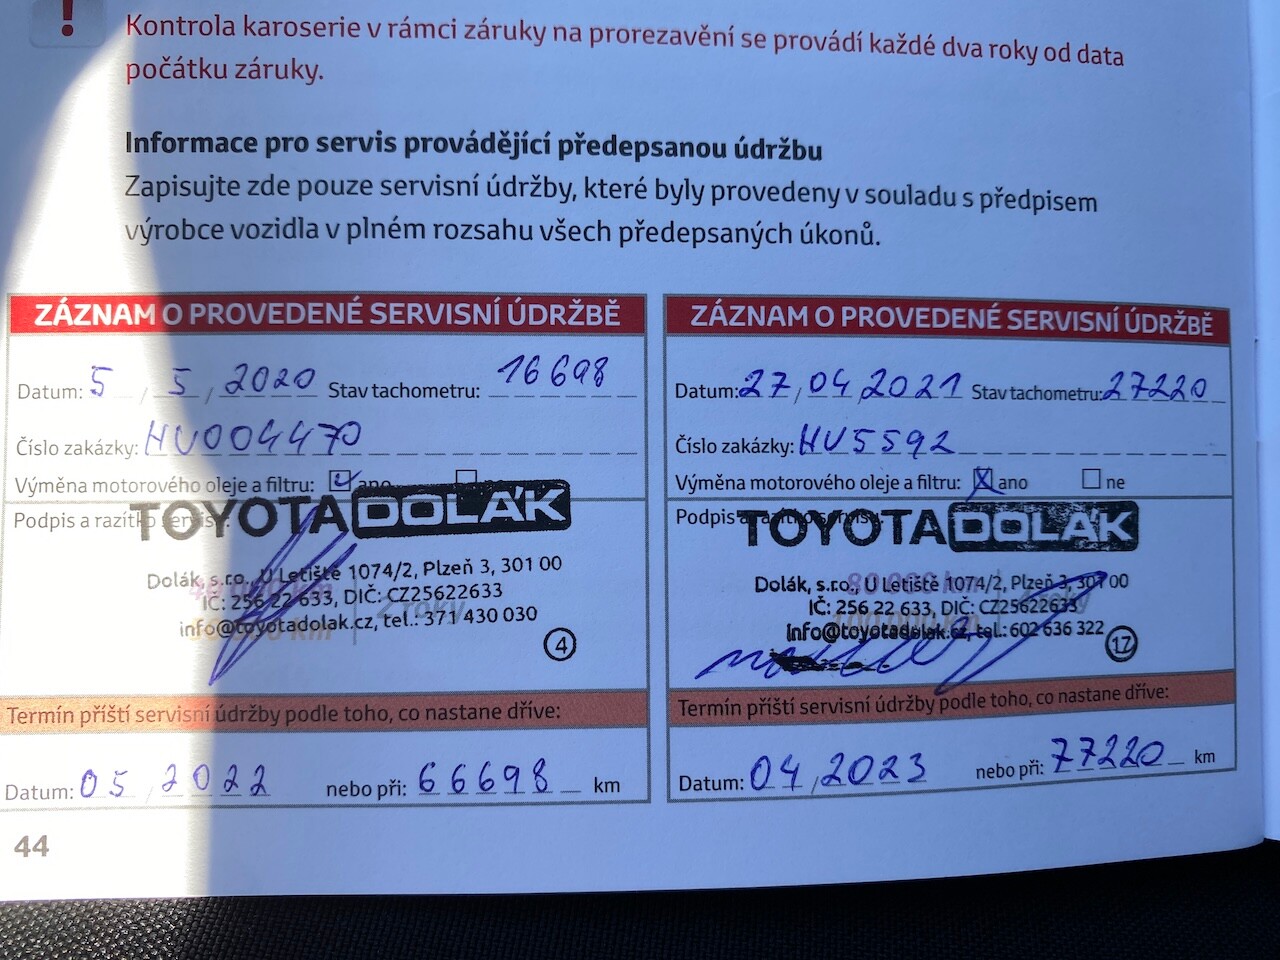 !
Kontrola karoserie v rámci záruky na prorezavění se provádí každé dva roky od data
počátku záruky.
Informace pro servis provádějící předepsanou údržbu
Zapisujte zde pouze servisní údržby, které byly provedeny v souladu s předpisem
výrobce vozidla v plném rozsahu všech předepsaných úkonů.
ZÁZNAM O PROVEDENÉ SERVISNÍ ÚDRŽBĚ
Datum: 5 / 5 / 2020 Stav tachometru: 16698
Číslo zakázky: HU004470
Výměna motorového oleje a filtru: ano ne
Podpis a razítko servisu:
TOYOTA DOLÁK
Dolák, s.r.o., U Letiště 1074/2, Plzeň 3, 301 00
IČ: 256 22 633, DIČ: CZ25622633
info@toyotadolak.cz, tel.: 371 430 030
4
2 roky
Termín příští servisní údržby podle toho, co nastane dříve:
Datum: 05 / 2022 nebo při: 66698 km
ZÁZNAM O PROVEDENÉ SERVISNÍ ÚDRŽBĚ
Datum: 27 / 04 / 2021 Stav tachometru: 27220
Číslo zakázky: HU5592
Výměna motorového oleje a filtru: X ano ne
Podpis a razítko servisu:
TOYOTA DOLÁK
Dolák, s.r.o., U Letiště 1074/2, Plzeň 3, 301 00
IČ: 256 22 633, DIČ: CZ25622633
info@toyotadolak.cz, tel.: 602 636 322
17
Termín příští servisní údržby podle toho, co nastane dříve:
Datum: 04 / 2023 nebo při: 77220 km
44